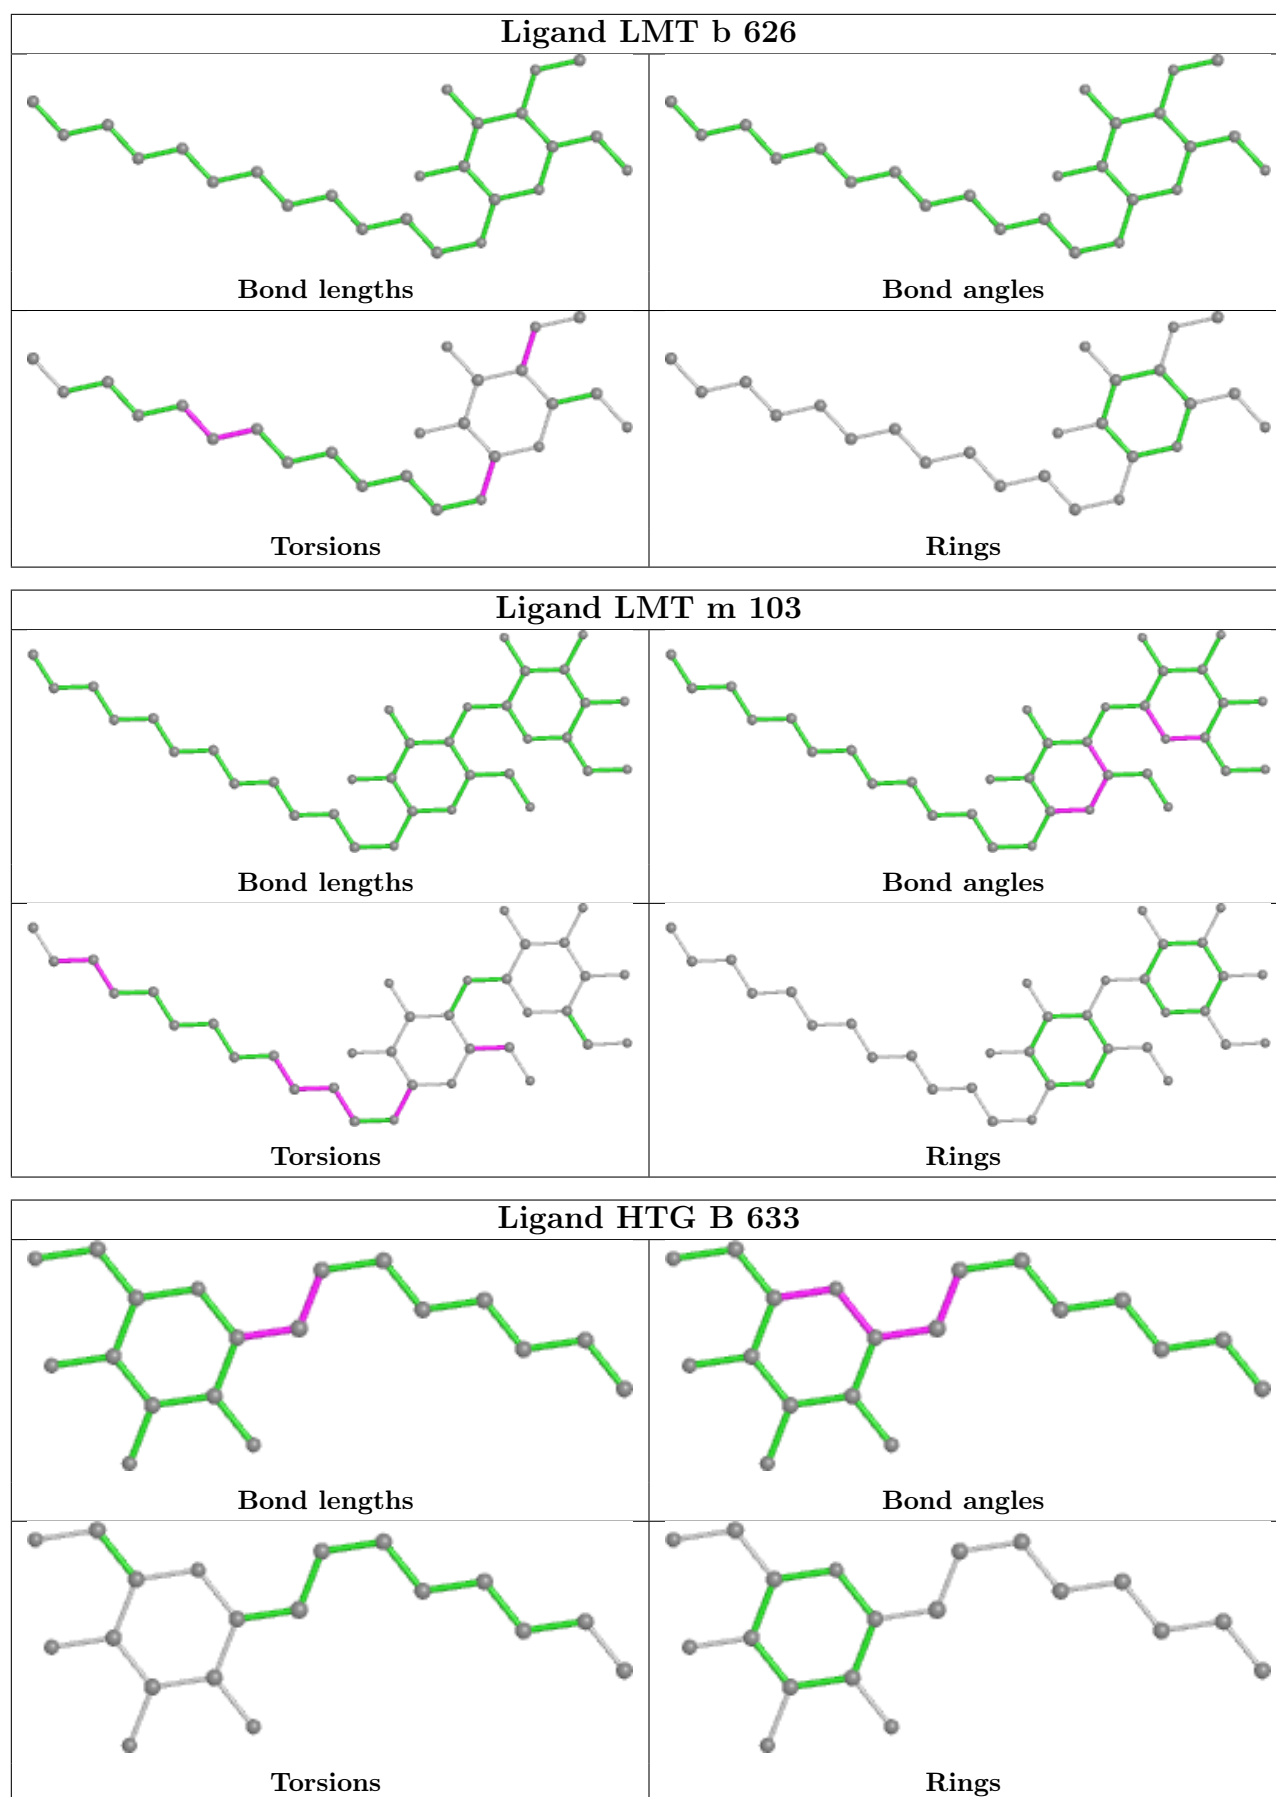 Ligand LMT b 626
Bond lengths
Bond angles
Torsions
Rings
Ligand LMT m 103
Bond lengths
Bond angles
Torsions
Rings
Ligand HTG B 633
Bond lengths
Bond angles
Torsions
Rings